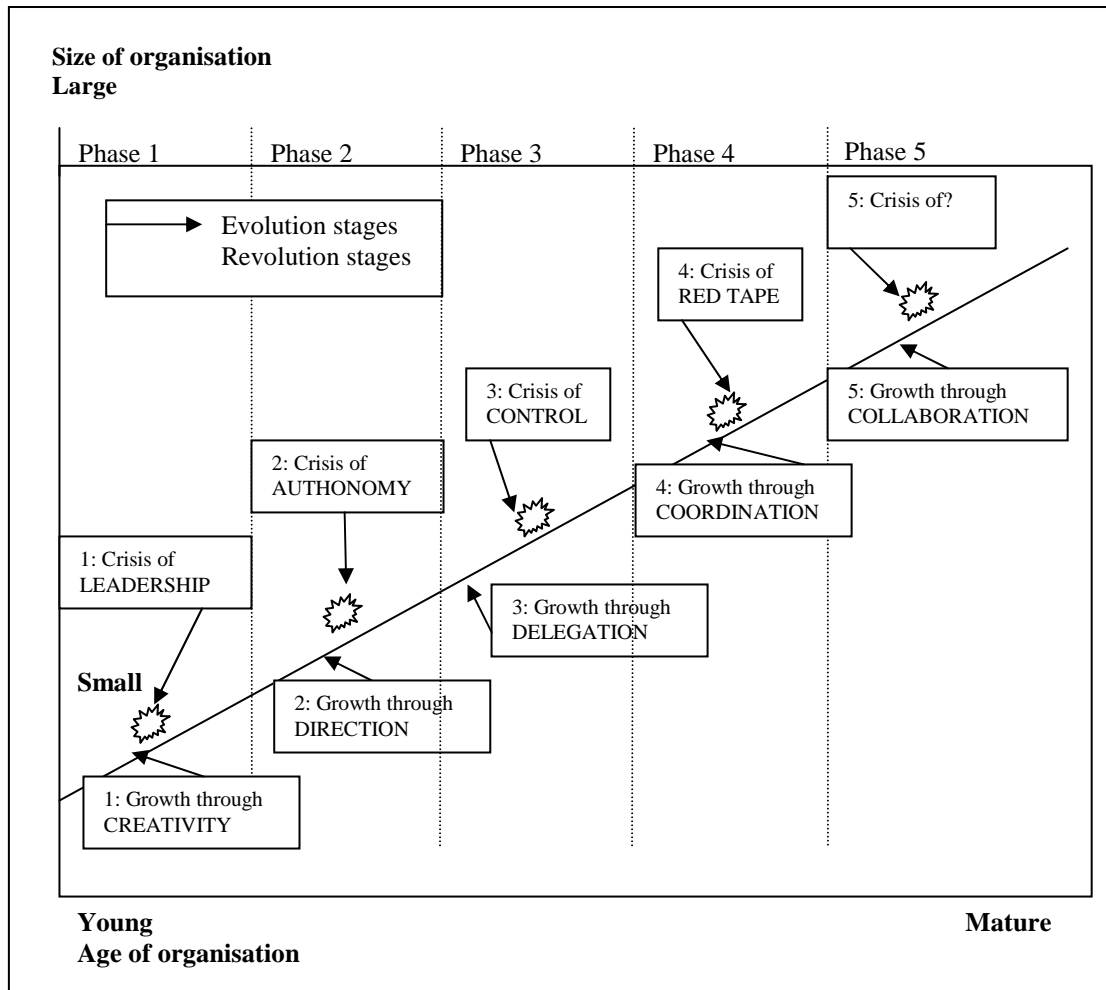 Size of organisation
Large
Phase 1
Phase 2
Phase 3
Phase 4
Phase 5
Evolution stages
Revolution stages
5: Crisis of?
4: Crisis of
RED TAPE
3: Crisis of
CONTROL
5: Growth through
COLLABORATION
2: Crisis of
AUTHONOMY
4: Growth through
COORDINATION
1: Crisis of
LEADERSHIP
3: Growth through
DELEGATION
Small
2: Growth through
DIRECTION
1: Growth through
CREATIVITY
Young
Mature
Age of organisation